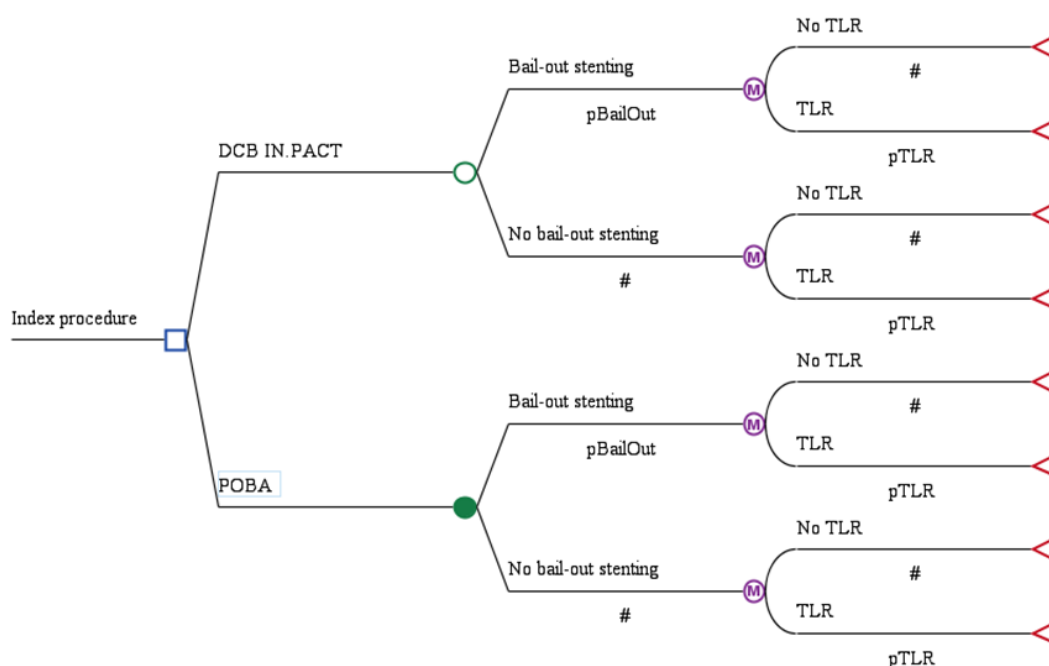 No TLR
#
Bail-out stenting
M
pBailOut
TLR
pTLR
DCB IN.PACT
No TLR
#
No bail-out stenting
M
#
TLR
pTLR
Index procedure
No TLR
#
Bail-out stenting
M
pBailOut
TLR
pTLR
POBA
No TLR
#
No bail-out stenting
M
#
TLR
pTLR